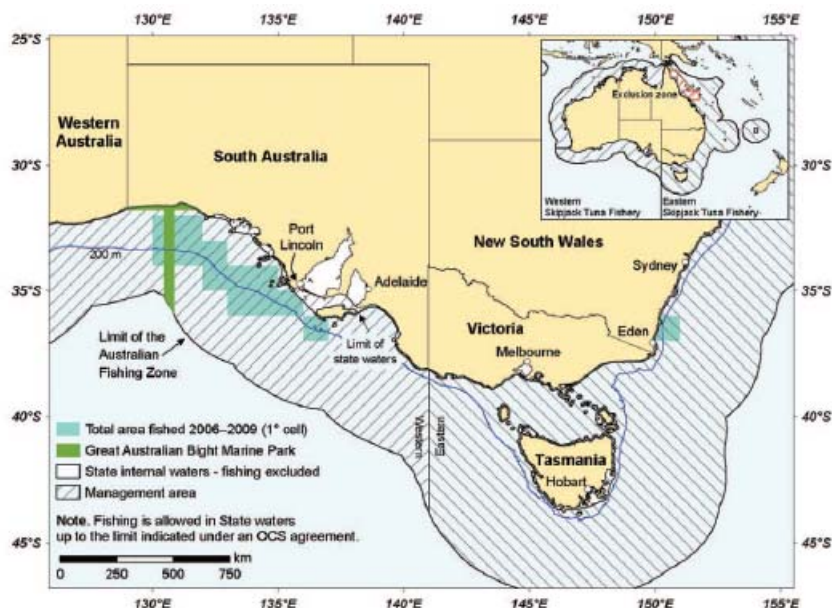 130°E 135°E 140°E 145°E 150°E 155°E
25°S 25°S
Exclusion zone
Western
Skipjack Tuna Fishery
Eastern
Skipjack Tuna Fishery
Western
Australia
South Australia
30°S 30°S
Port
Lincoln
New South Wales
200 m
Sydney
Adelaide
35°S 35°S
Limit of the
Australian
Fishing Zone
Limit of
state waters
Victoria
Eden
Melbourne
40°S 40°S
Western
Eastern
Tasmania
Hobart
Total area fished 2006–2009 (1° cell)
Great Australian Bight Marine Park
State internal waters - fishing excluded
Management area
Note. Fishing is allowed in State waters
up to the limit indicated under an OCS agreement.
45°S 45°S
km
0 250 500 750
130°E 135°E 140°E 145°E 150°E 155°E